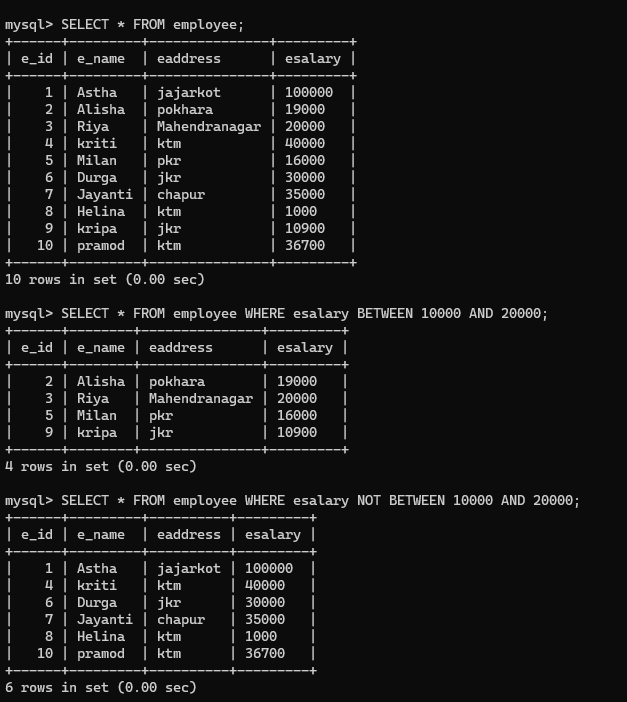 mysql> SELECT * FROM employee;
+------+---------+---------------+---------+
| e_id | e_name  | eaddress      | esalary |
+------+---------+---------------+---------+
|    1 | Astha   | jajarkot      | 100000  |
|    2 | Alisha  | pokhara       | 19000   |
|    3 | Riya    | Mahendranagar | 20000   |
|    4 | kriti   | ktm           | 40000   |
|    5 | Milan   | pkr           | 16000   |
|    6 | Durga   | jkr           | 30000   |
|    7 | Jayanti | chapur        | 35000   |
|    8 | Helina  | ktm           | 1000    |
|    9 | kripa   | jkr           | 10900   |
|   10 | pramod  | ktm           | 36700   |
+------+---------+---------------+---------+
10 rows in set (0.00 sec)

mysql> SELECT * FROM employee WHERE esalary BETWEEN 10000 AND 20000;
+------+--------+---------------+---------+
| e_id | e_name | eaddress      | esalary |
+------+--------+---------------+---------+
|    2 | Alisha | pokhara       | 19000   |
|    3 | Riya   | Mahendranagar | 20000   |
|    5 | Milan  | pkr           | 16000   |
|    9 | kripa  | jkr           | 10900   |
+------+--------+---------------+---------+
4 rows in set (0.00 sec)

mysql> SELECT * FROM employee WHERE esalary NOT BETWEEN 10000 AND 20000;
+------+---------+----------+---------+
| e_id | e_name  | eaddress | esalary |
+------+---------+----------+---------+
|    1 | Astha   | jajarkot | 100000  |
|    4 | kriti   | ktm      | 40000   |
|    6 | Durga   | jkr      | 30000   |
|    7 | Jayanti | chapur   | 35000   |
|    8 | Helina  | ktm      | 1000    |
|   10 | pramod  | ktm      | 36700   |
+------+---------+----------+---------+
6 rows in set (0.00 sec)